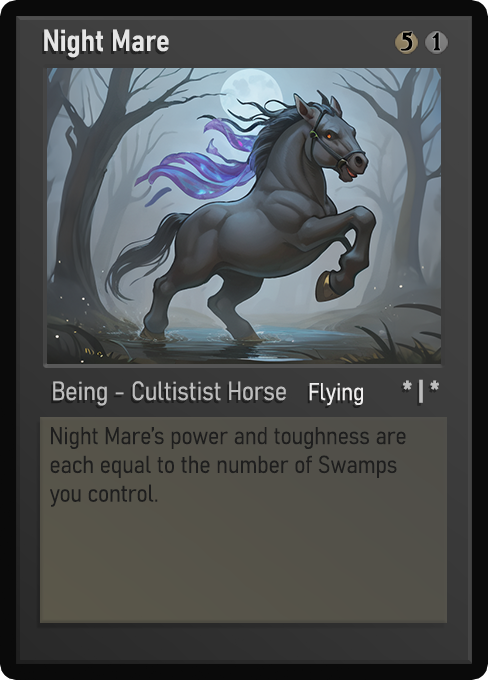 Night Mare 5 1
Being - Cultistist Horse Flying *|*
Night Mare's power and toughness are
each equal to the number of Swamps
you control.